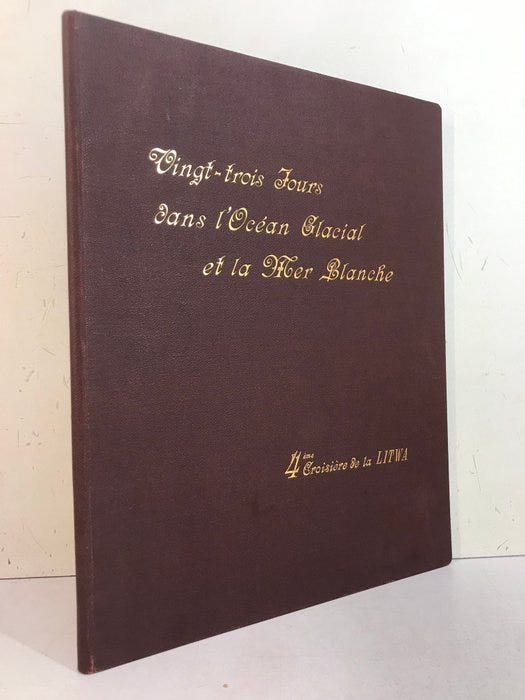 Vingt-trois Jours
dans l'Océan Glacial
et la Mer Blanche
4ème Croisière de la LITWA